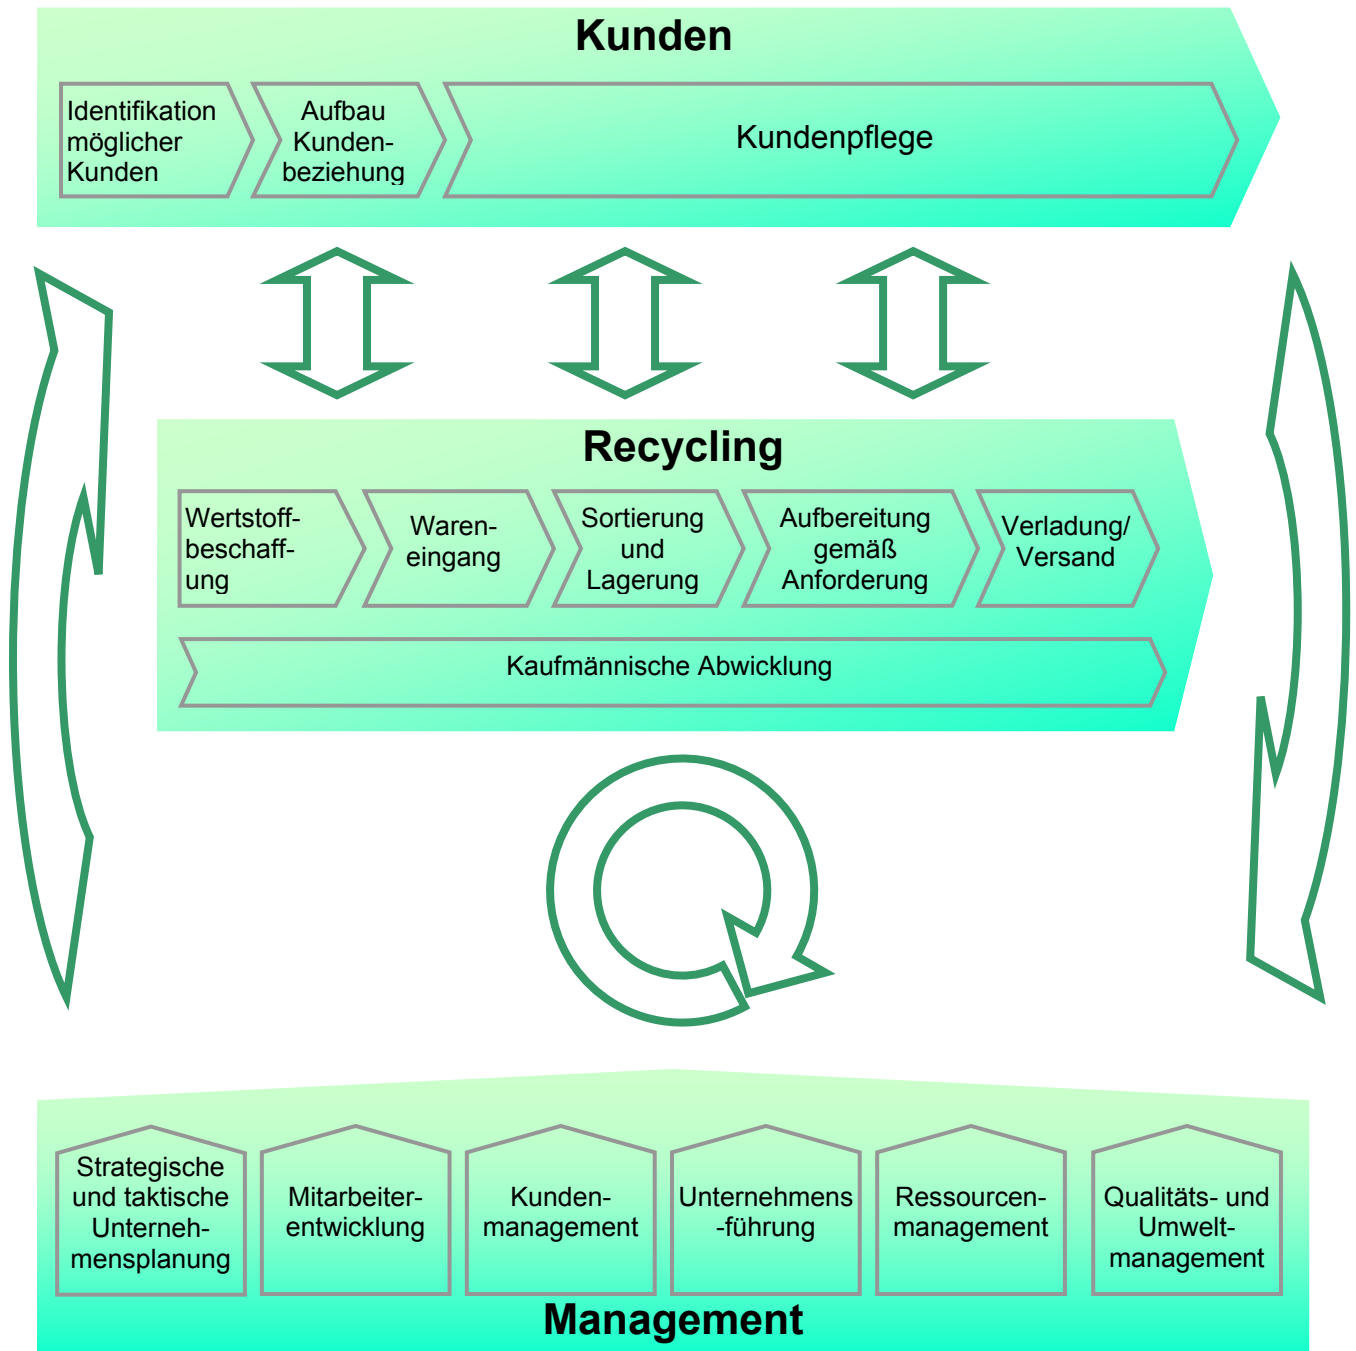 Kunden
Identifikation
möglicher
Kunden
Aufbau
Kunden-
beziehung
Kundenpflege
Recycling
Wertstoff-
beschaff-
ung
Waren-
eingang
Sortierung
und
Lagerung
Aufbereitung
gemäß
Anforderung
Verladung/
Versand
Kaufmännische Abwicklung
Strategische
und taktische
Unterneh-
mensplanung
Mitarbeiter-
entwicklung
Kunden-
management
Unternehmens
-führung
Ressourcen-
management
Qualitäts- und
Umwelt-
management
Management